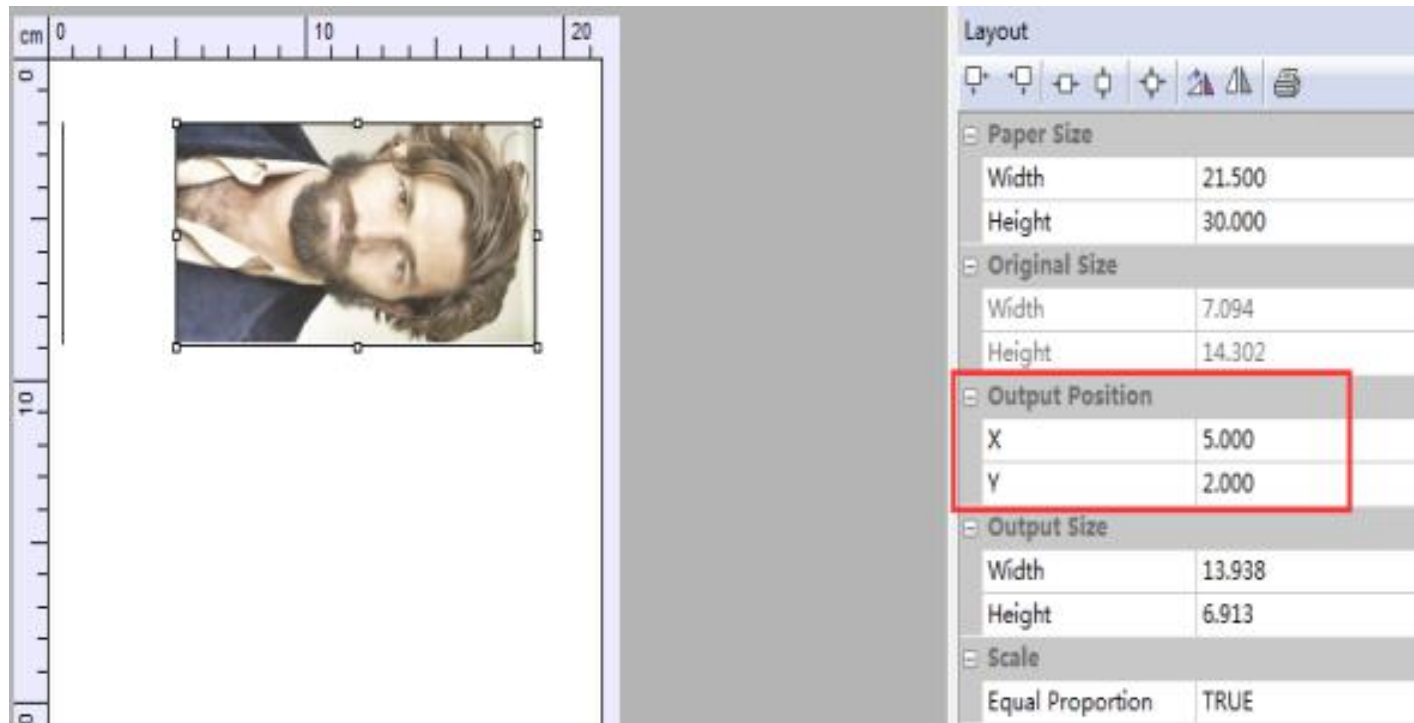 cm 0 10 20
0
10
0
Layout
Paper Size
Width 21.500
Height 30.000
Original Size
Width 7.094
Height 14.302
Output Position
X 5.000
Y 2.000
Output Size
Width 13.938
Height 6.913
Scale
Equal Proportion TRUE